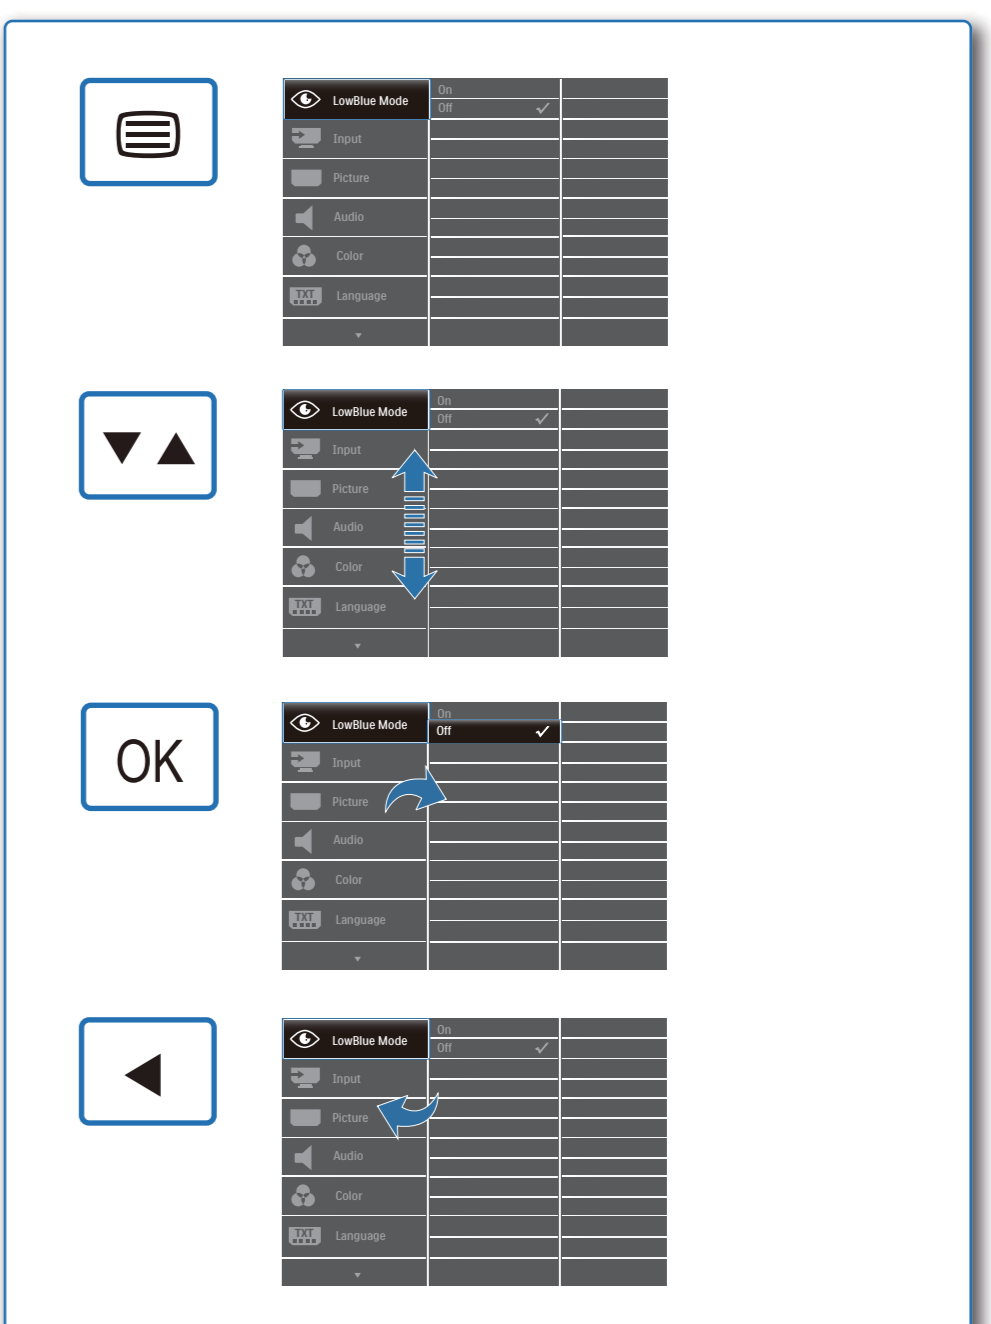 LowBlue Mode
On
Off
Input
Picture
Audio
Color
TXT Language
LowBlue Mode
On
Off
Input
Picture
Audio
Color
TXT Language
OK
LowBlue Mode
On
Off
Input
Picture
Audio
Color
TXT Language
LowBlue Mode
On
Off
Input
Picture
Audio
Color
TXT Language